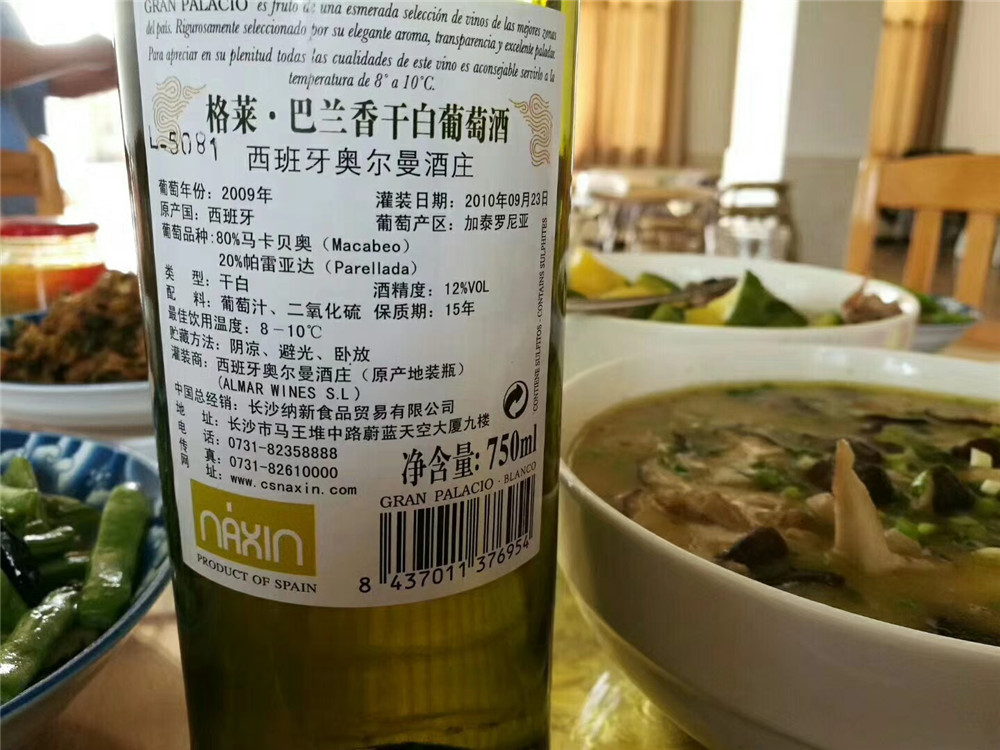 GRAN PALACIO es fruto de una esmerada selección de vinos de las mejores zonas
del país. Rigurosamente seleccionado por su elegante aroma, transparencia y excelente paladar.
Para apreciar en su plenitud todas las cualidades de este vino es aconsejable servirlo a la
temperatura de 8° a 10°C.
格莱·巴兰香干白葡萄酒
L-5081
西班牙奥尔曼酒庄
葡萄年份：2009年 灌装日期：2010年09月23日
原产国：西班牙 葡萄产区：加泰罗尼亚
葡萄品种：80%马卡贝奥（Macabeo）
20%帕雷亚达（Parellada）
类 型：干白 酒精度：12%VOL
配 料：葡萄汁、二氧化硫 保质期：15年
最佳饮用温度：8－10℃
贮藏方法：阴凉、避光、卧放
灌装商：西班牙奥尔曼酒庄（原产地装瓶）
(ALMAR WINES S.L)
中国总经销：长沙纳新食品贸易有限公司
地 址：长沙市马王堆中路蔚蓝天空大厦九楼
电 话：0731-82358888
传 真：0731-82610000
网 址：www.csnaxin.com
净含量：750ml
CONTIENE SULFITOS · CONTAINS SULPHITES
GRAN PALACIO · BLANCO
NAXIN
PRODUCT OF SPAIN
8 437011 376954